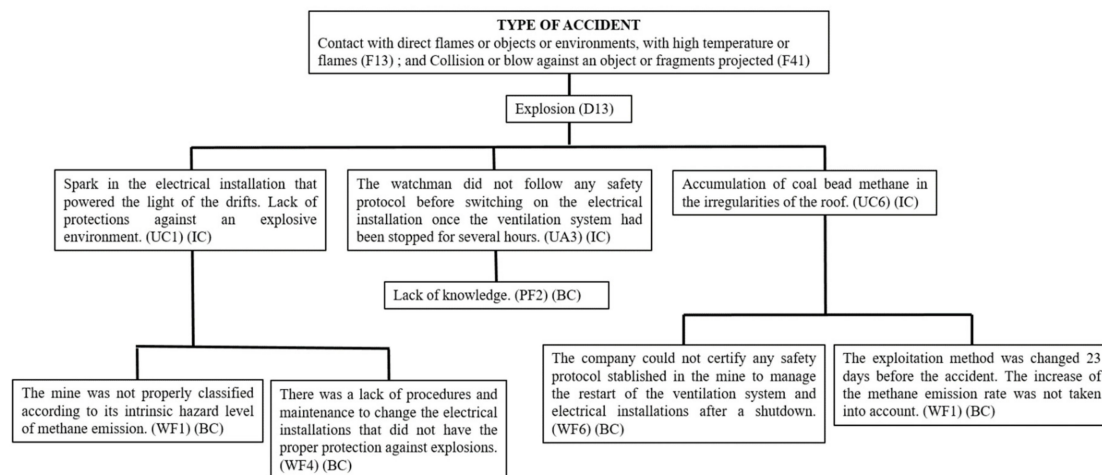 TYPE OF ACCIDENT
Contact with direct flames or objects or environments, with high temperature or
flames (F13) ; and Collision or blow against an object or fragments projected (F41)
Explosion (D13)
Spark in the electrical installation that
powered the light of the drifts. Lack of
protections against an explosive
environment. (UC1) (IC)
The watchman did not follow any safety
protocol before switching on the electrical
installation once the ventilation system had
been stopped for several hours. (UA3) (IC)
Accumulation of coal bead methane in
the irregularities of the roof. (UC6) (IC)
Lack of knowledge. (PF2) (BC)
The mine was not properly classified
according to its intrinsic hazard level
of methane emission. (WF1) (BC)
There was a lack of procedures and
maintenance to change the electrical
installations that did not have the
proper protection against explosions.
(WF4) (BC)
The company could not certify any safety
protocol stablished in the mine to manage
the restart of the ventilation system and
electrical installations after a shutdown.
(WF6) (BC)
The exploitation method was changed 23
days before the accident. The increase of
the methane emission rate was not taken
into account. (WF1) (BC)